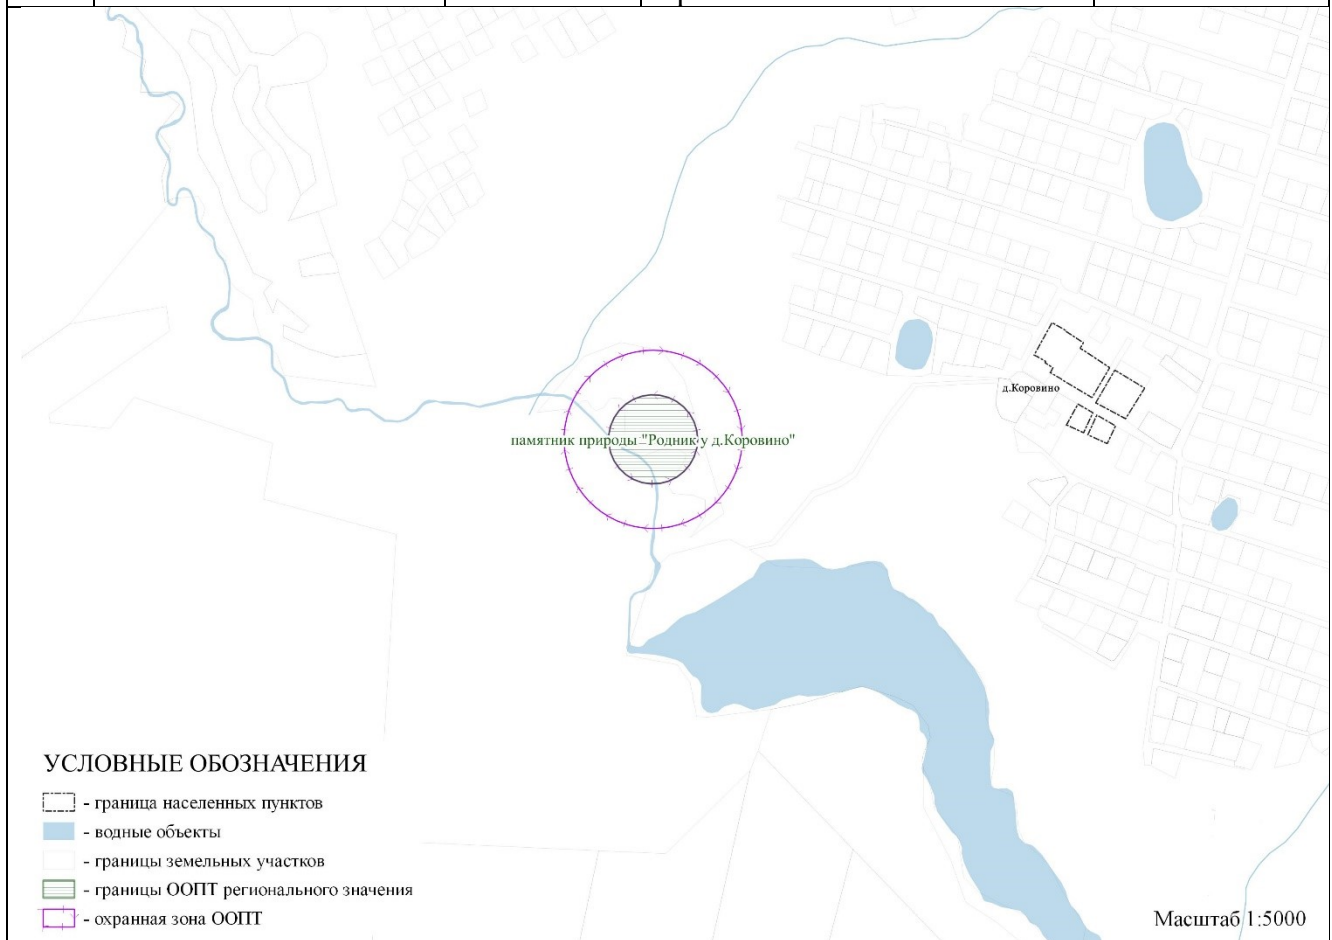 д.Коровино
памятник природы "Родник у д.Коровино"
УСЛОВНЫЕ ОБОЗНАЧЕНИЯ
- граница населенных пунктов
- водные объекты
- границы земельных участков
- границы ООПТ регионального значения
- охранная зона ООПТ
Масштаб 1:5000